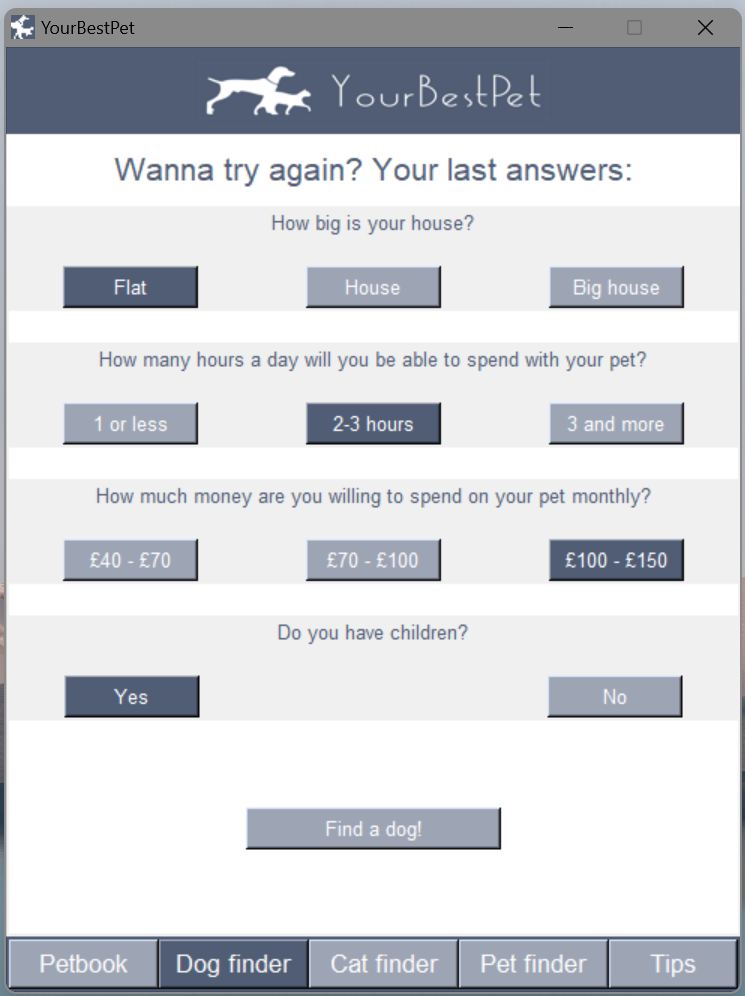 YourBestPet
YourBestPet
Wanna try again? Your last answers:
How big is your house?
Flat House Big house
How many hours a day will you be able to spend with your pet?
1 or less 2-3 hours 3 and more
How much money are you willing to spend on your pet monthly?
£40 - £70 £70 - £100 £100 - £150
Do you have children?
Yes No
Find a dog!
Petbook Dog finder Cat finder Pet finder Tips